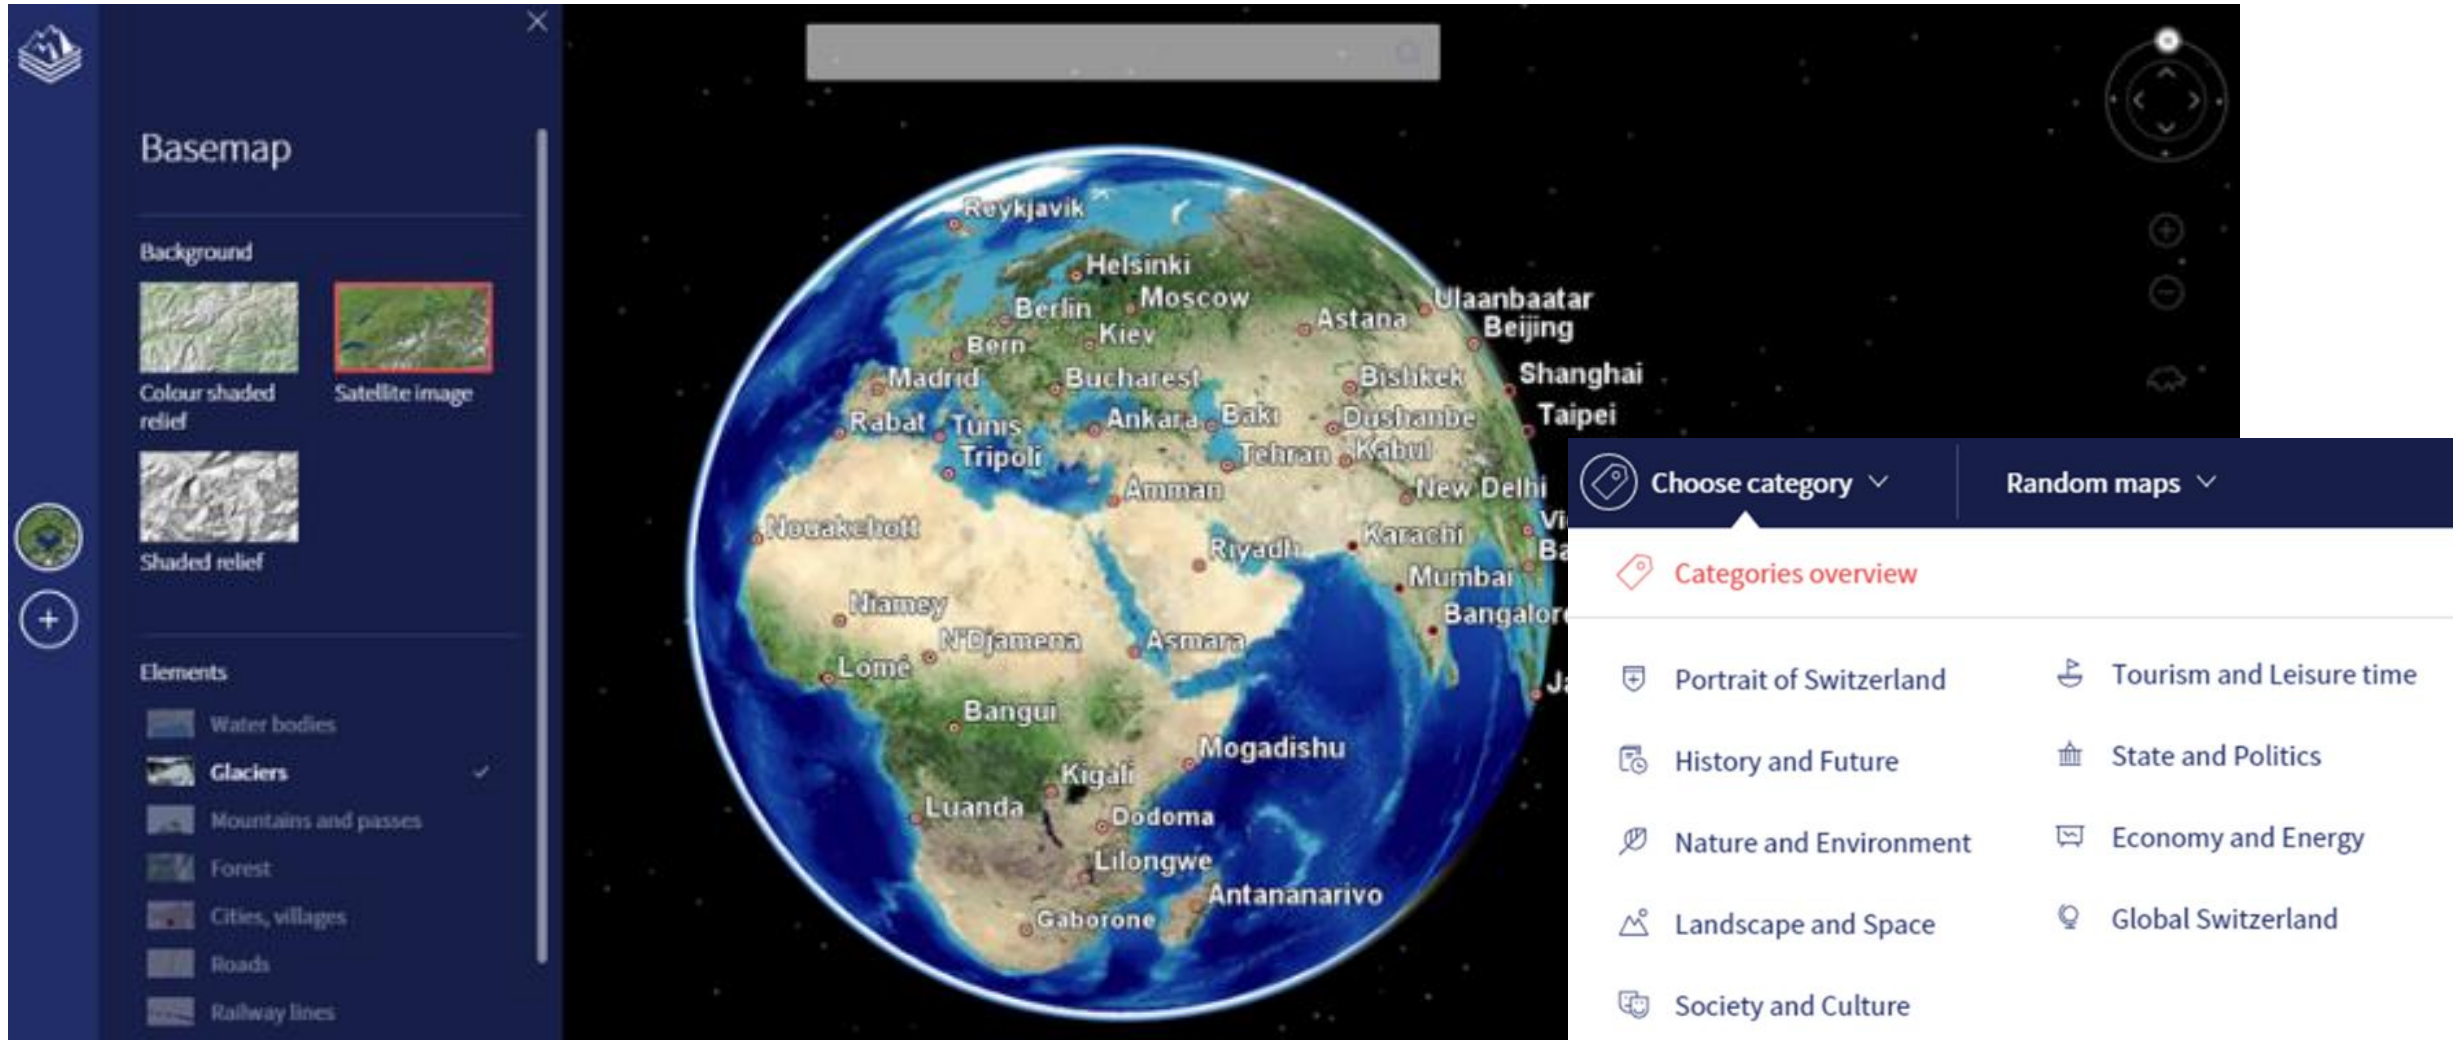 Basemap
Background
Colour shaded
relief
Satellite image
Shaded relief
Elements
Water bodies
Glaciers
Mountains and passes
Forest
Cities, villages
Roads
Railway lines
Reykjavik
Helsinki
Berlin
Moscow
Ulaanbaatar
Astana
Beijing
Bern
Kiev
Madrid
Bucharest
Bishkek
Shanghai
Rabat
Tunis
Ankara
Bakı
Dushanbe
Taipei
Tripoli
Tehran
Kabul
Amman
New Delhi
Nouakchott
Riyadh
Karachi
Vi
Ba
Mumbai
Niamey
Bangalore
N'Djamena
Asmara
Lomé
Ja
Bangui
Mogadishu
Kigali
Luanda
Dodoma
Lilongwe
Antananarivo
Gaborone
Choose category
Random maps
Categories overview
Portrait of Switzerland
History and Future
Nature and Environment
Landscape and Space
Society and Culture
Tourism and Leisure time
State and Politics
Economy and Energy
Global Switzerland